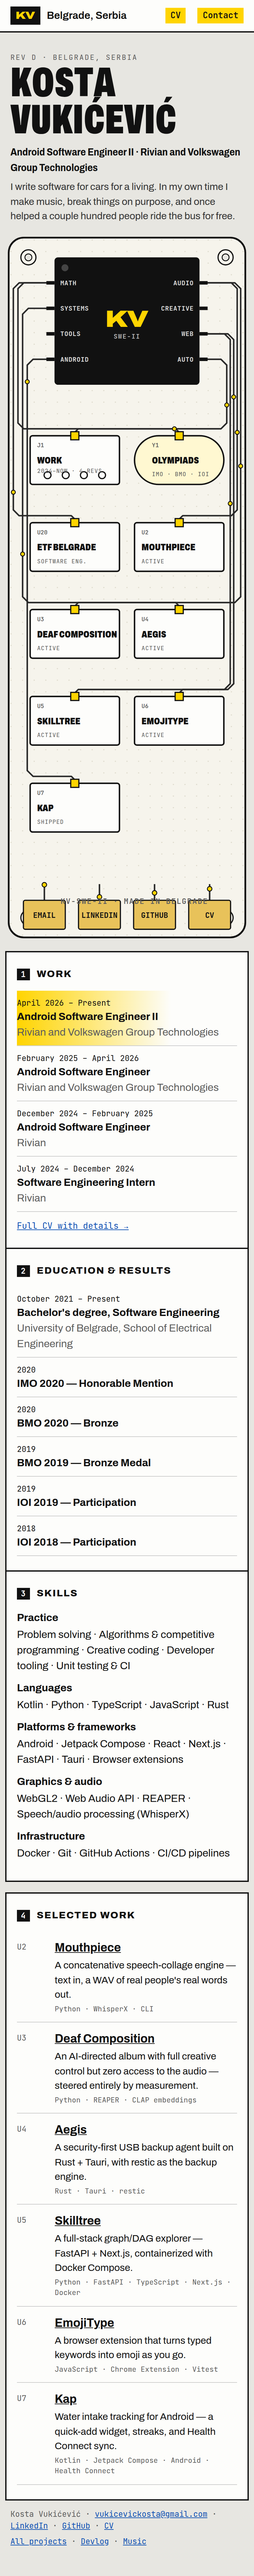 KV Belgrade, Serbia CV Contact
REV D · BELGRADE, SERBIA
KOSTA
VUKIĆEVIĆ
Android Software Engineer II · Rivian and Volkswagen
Group Technologies
I write software for cars for a living. In my own time I
make music, break things on purpose, and once
helped a couple hundred people ride the bus for free.
MATH AUDIO
SYSTEMS CREATIVE
KV
TOOLS WEB
SWE-II
ANDROID AUTO
J1 Y1
WORK OLYMPIADS
IMO · BMO · IOI
U20 U2
ETF BELGRADE MOUTHPIECE
SOFTWARE ENG. ACTIVE
U3 U4
DEAF COMPOSITION AEGIS
ACTIVE ACTIVE
U5 U6
SKILLTREE EMOJITYPE
ACTIVE ACTIVE
U7
KAP
SHIPPED
KV-SWE-II · MADE IN BELGRADE
EMAIL LINKEDIN GITHUB CV
1 WORK
April 2026 – Present
Android Software Engineer II
Rivian and Volkswagen Group Technologies
February 2025 – April 2026
Android Software Engineer
Rivian and Volkswagen Group Technologies
December 2024 – February 2025
Android Software Engineer
Rivian
July 2024 – December 2024
Software Engineering Intern
Rivian
Full CV with details →
2 EDUCATION & RESULTS
October 2021 – Present
Bachelor's degree, Software Engineering
University of Belgrade, School of Electrical
Engineering
2020
IMO 2020 — Honorable Mention
2020
BMO 2020 — Bronze
2019
BMO 2019 — Bronze Medal
2019
IOI 2019 — Participation
2018
IOI 2018 — Participation
3 SKILLS
Practice
Problem solving · Algorithms & competitive
programming · Creative coding · Developer
tooling · Unit testing & CI
Languages
Kotlin · Python · TypeScript · JavaScript · Rust
Platforms & frameworks
Android · Jetpack Compose · React · Next.js ·
FastAPI · Tauri · Browser extensions
Graphics & audio
WebGL2 · Web Audio API · REAPER ·
Speech/audio processing (WhisperX)
Infrastructure
Docker · Git · GitHub Actions · CI/CD pipelines
4 SELECTED WORK
U2 Mouthpiece
A concatenative speech-collage engine —
text in, a WAV of real people's real words
out.
Python · WhisperX · CLI
U3 Deaf Composition
An AI-directed album with full creative
control but zero access to the audio —
steered entirely by measurement.
Python · REAPER · CLAP embeddings
U4 Aegis
A security-first USB backup agent built on
Rust + Tauri, with restic as the backup
engine.
Rust · Tauri · restic
U5 Skilltree
A full-stack graph/DAG explorer —
FastAPI + Next.js, containerized with
Docker Compose.
Python · FastAPI · TypeScript · Next.js ·
Docker
U6 EmojiType
A browser extension that turns typed
keywords into emoji as you go.
JavaScript · Chrome Extension · Vitest
U7 Kap
Water intake tracking for Android — a
quick-add widget, streaks, and Health
Connect sync.
Kotlin · Jetpack Compose · Android ·
Health Connect
Kosta Vukićević · vukicevickosta@gmail.com ·
LinkedIn · GitHub · CV
All projects · Devlog · Music